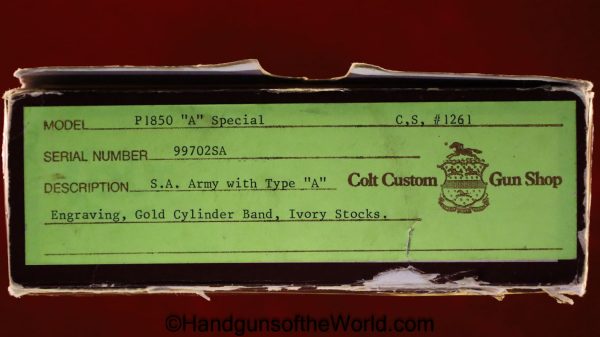 MODEL P1850 "A" Special C,S, #1261
SERIAL NUMBER 99702SA
DESCRIPTION S.A. Army with Type "A"
Colt Custom Gun Shop
Engraving, Gold Cylinder Band, Ivory Stocks.
©HandgunsoftheWorld.com